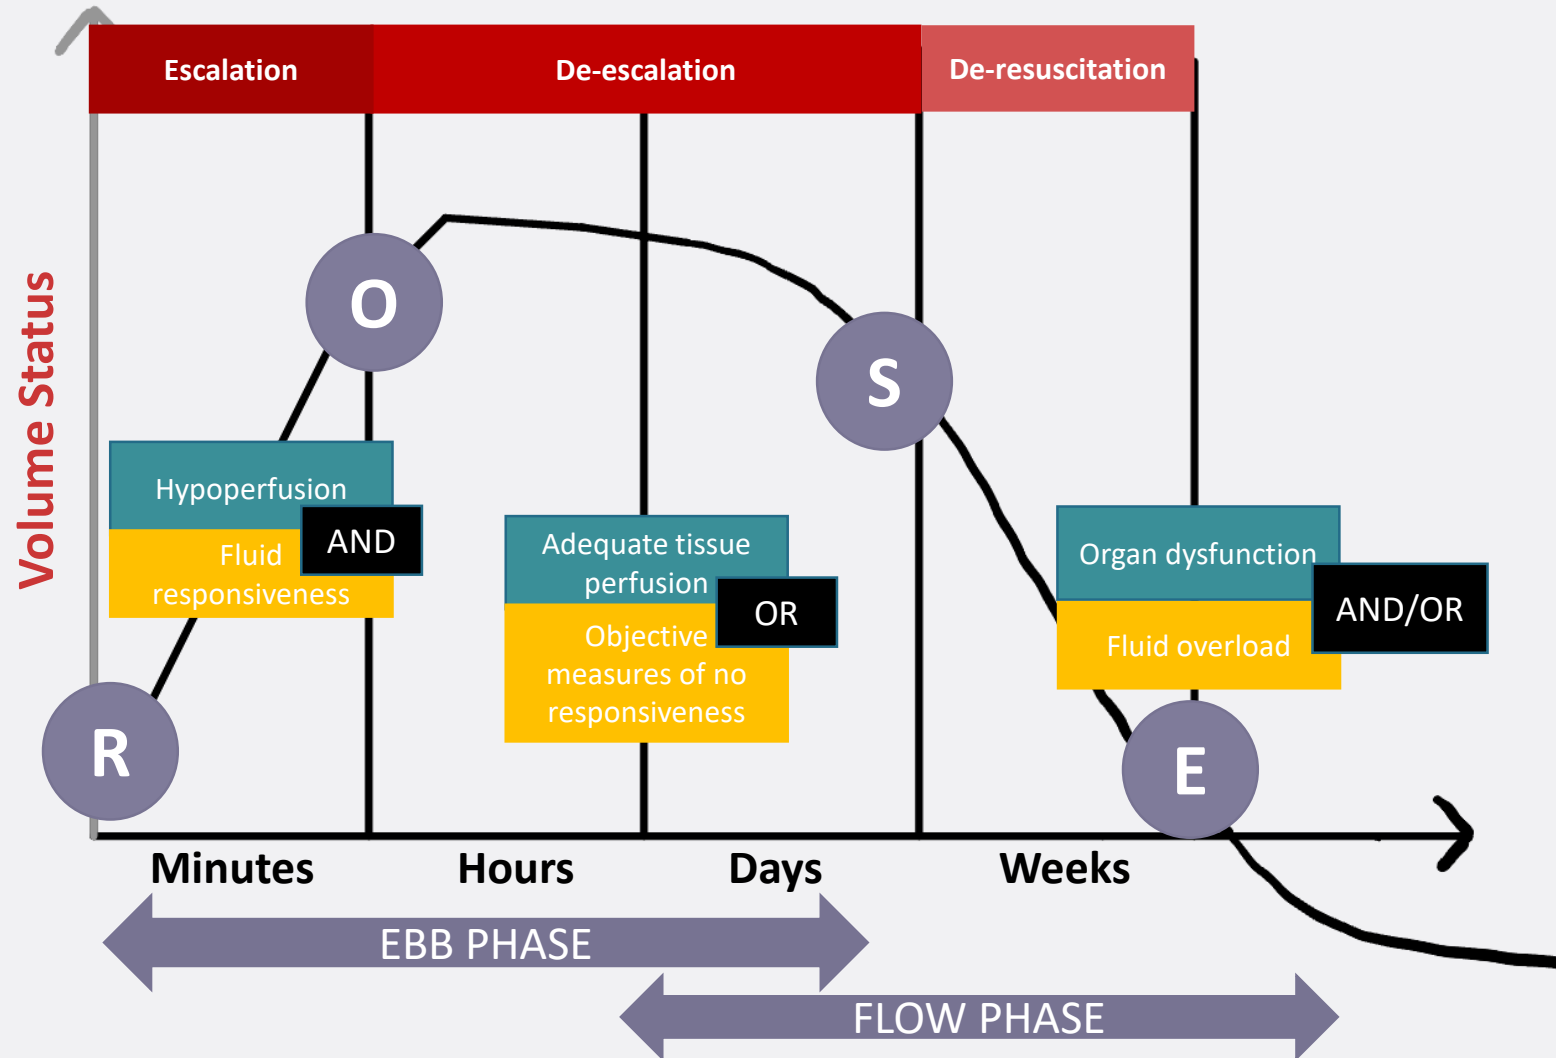 Escalation
De-escalation
De-resuscitation
Volume Status
R
O
S
E
Hypoperfusion
AND
Fluid
responsiveness
Adequate tissue
perfusion
OR
Objective
measures of no
responsiveness
Organ dysfunction
AND/OR
Fluid overload
Minutes
Hours
Days
Weeks
EBB PHASE
FLOW PHASE